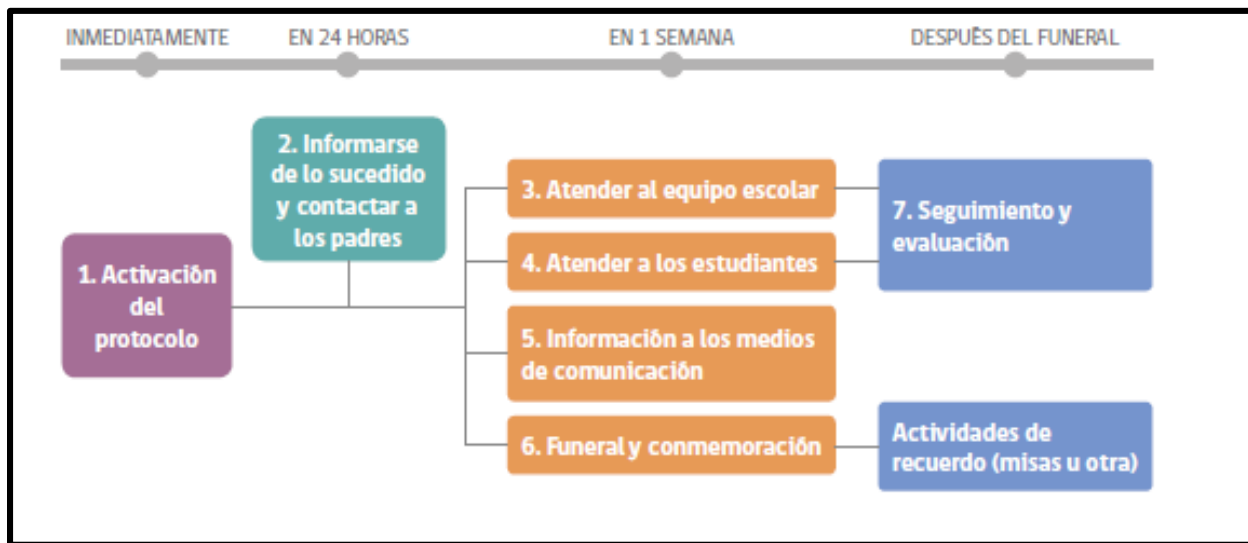 INMEDIATAMENTE
EN 24 HORAS
EN 1 SEMANA
DESPUÉS DEL FUNERAL
1. Activación
del
protocolo
2. Informarse
de lo sucedido
y contactar a
los padres
3. Atender al equipo escolar
4. Atender a los estudiantes
5. Información a los medios
de comunicación
6. Funeral y conmemoración
7. Seguimiento y
evaluación
Actividades de
recuerdo (misas u otra)